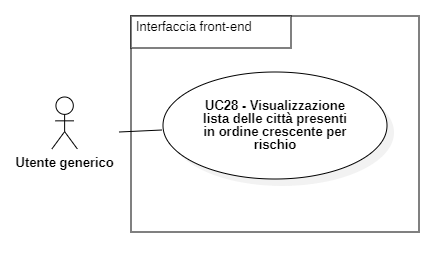 Interfaccia front-end
UC28 - Visualizzazione
lista delle città presenti
in ordine crescente per
rischio
Utente generico